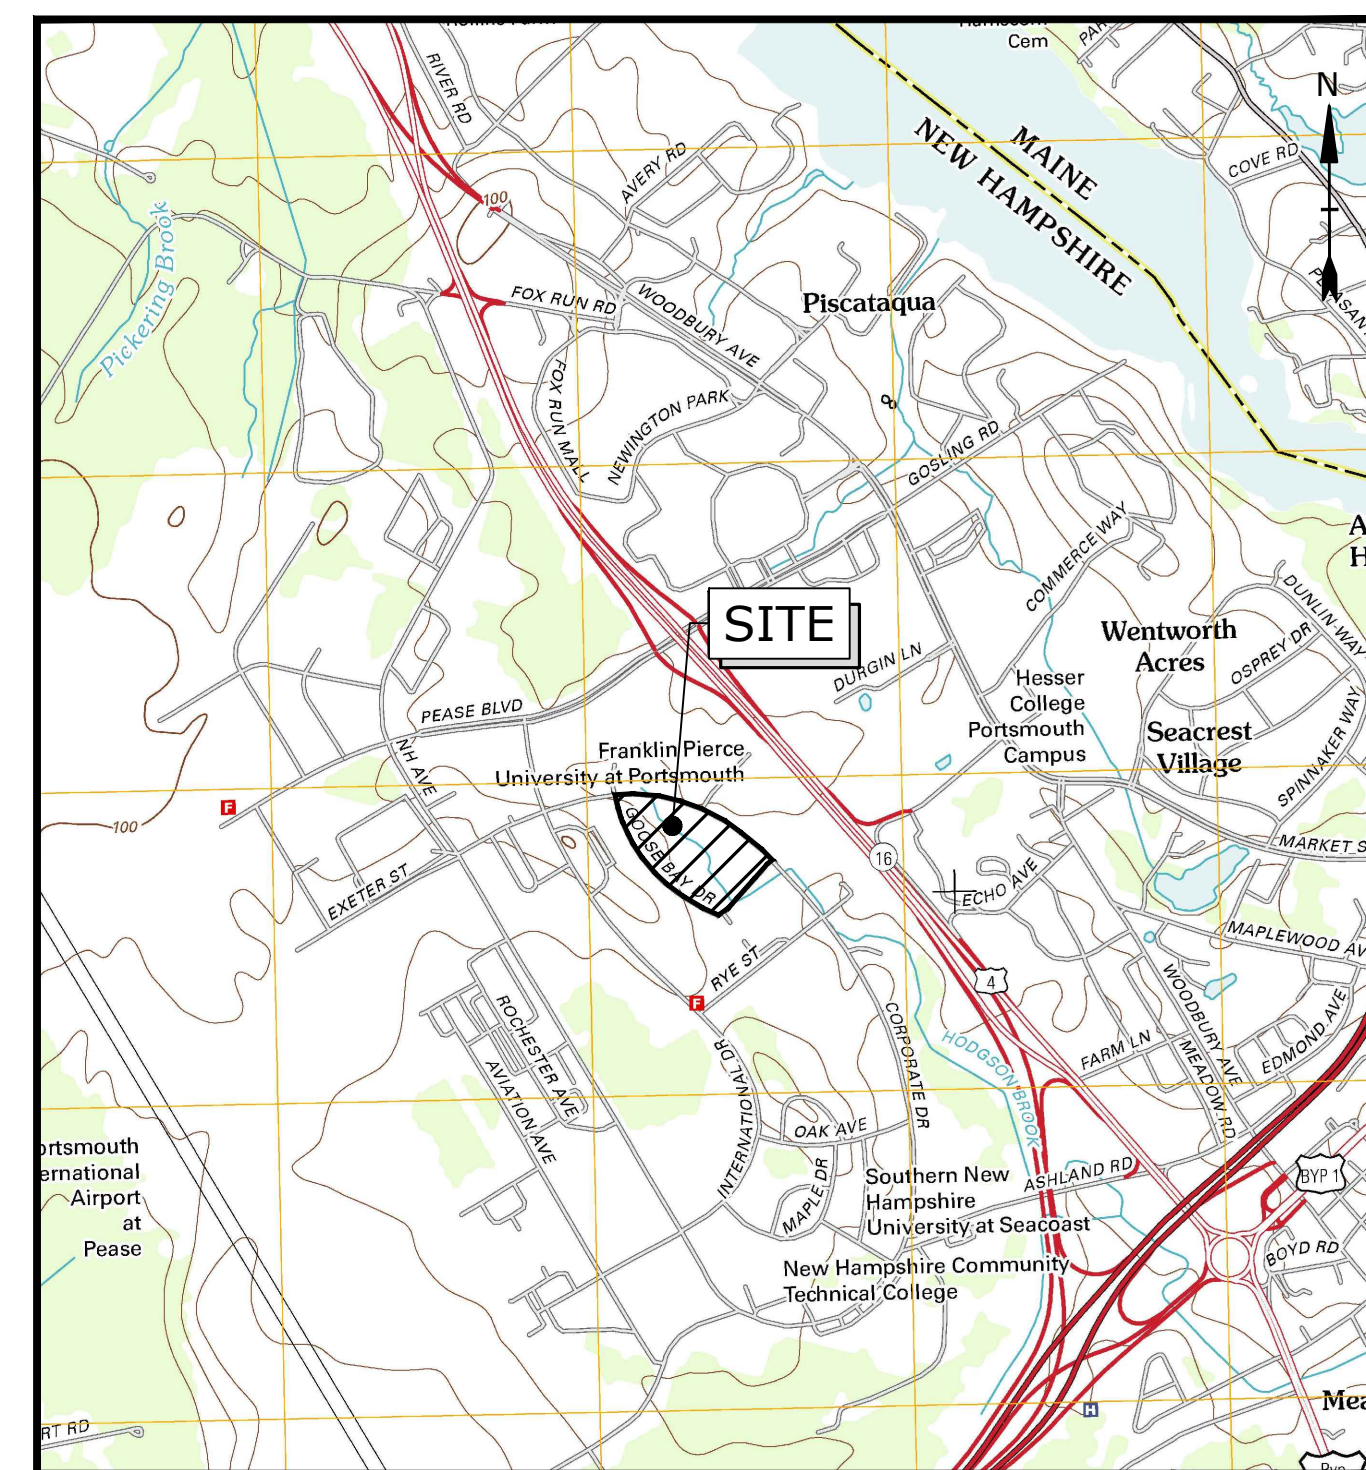 Cem
N
RIVER RD
AVERY RD
MAINE
NEW HAMPSHIRE
COVE RD
100
Pickering Brook
FOX RUN RD
WOODBURY AVE
Piscataqua
FOX RUN MALL
NEWINGTON PARK
GOSLING RD
COMMERCE WAY
SITE
DURGIN LN
Wentworth
Acres
DUNLIN WAY
OSPREY DR
Hesser
College
Portsmouth
Campus
Seacrest
Village
SPINNAKER WAY
PEASE BLVD
NH AVE
Franklin Pierce
University at Portsmouth
F
100
GOOSE BAY DR
16
MARKET S
EXETER ST
ECHO AVE
MAPLEWOOD AV
RYE ST
F
4
WOODBURY AVE
ROCHESTER AVE
AVIATION AVE
INTERNATIONAL DR
CORPORATE DR
HODGSON BROOK
FARM LN
MEADOW RD
EDMOND AVE
OAK AVE
MAPLE DR
ortsmouth
ernational
Airport
at
Pease
Southern New
Hampshire
University at Seacoast
ASHLAND RD
BYP 1
BOYD RD
New Hampshire Community
Technical College
H
Mea
RT RD